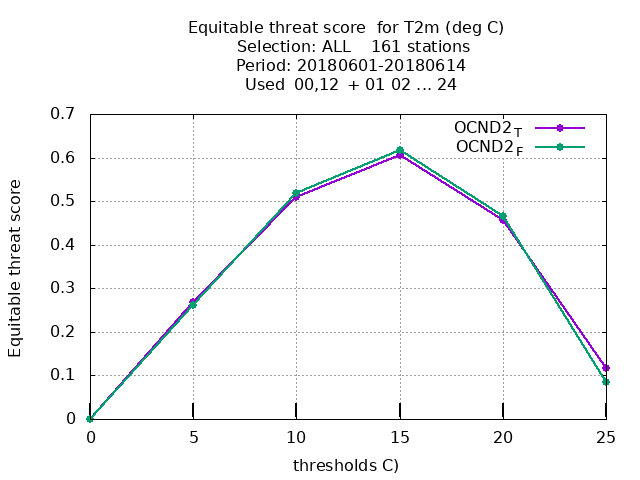 Equitable threat score  for T2m (deg C)
Selection: ALL    161 stations
Period: 20180601-20180614
Used  00,12  + 01 02 ... 24
OCND2T
OCND2F
0.7
0.6
0.5
0.4
0.3
0.2
0.1
0
Equitable threat score
0 5 10 15 20 25
thresholds C)